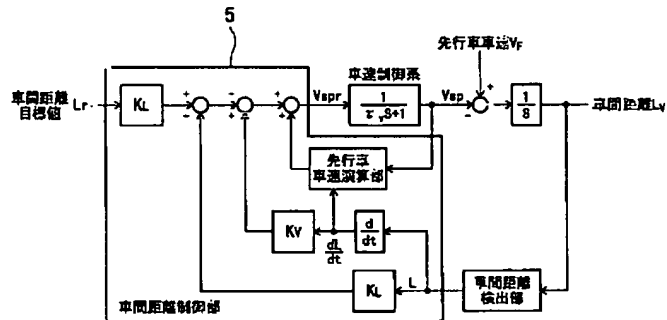 5
先行車車速VF
車間距離
目標値 Lr
KL
+
-
-
+
+
+
Vspr
車速制御系
1
τvS+1
Vsp
+
-
1
S
車間距離Lv
先行車
車速演算部
KV
dL
dt
d
dt
KL
L
車間距離
検出部
車間距離制御部